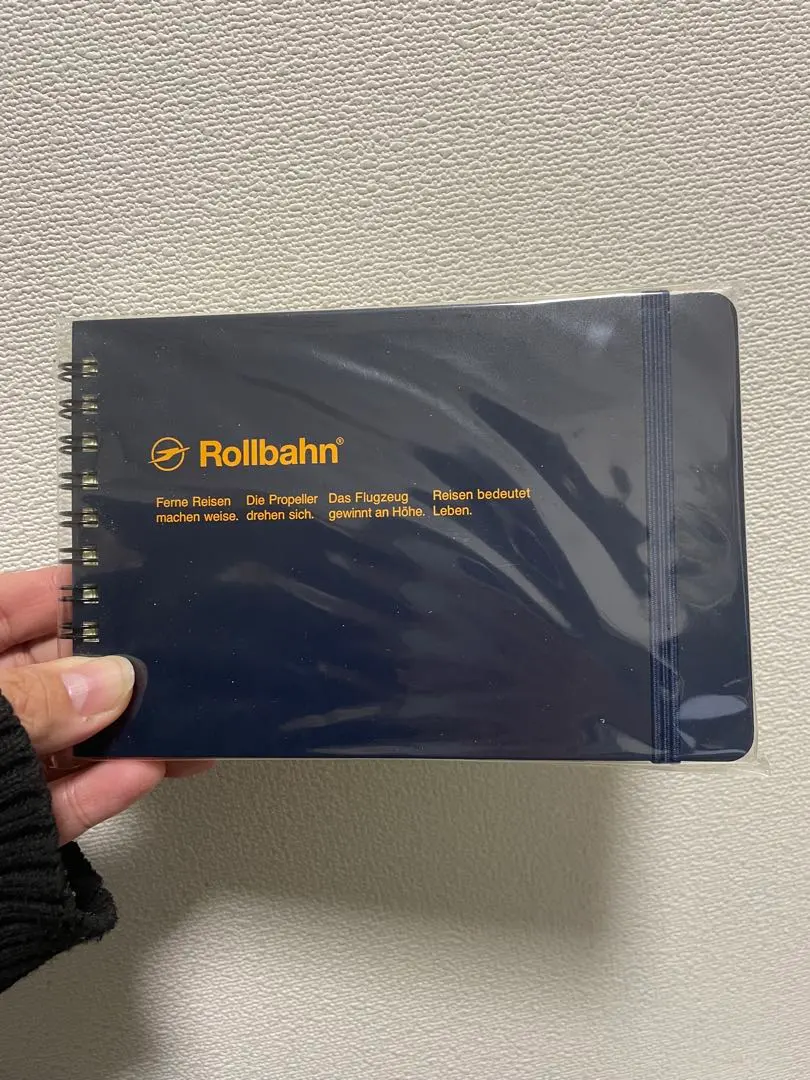 Rollbahn®
Ferne Reisen
machen weise.
Die Propeller
drehen sich.
Das Flugzeug
gewinnt an Höhe.
Reisen bedeutet
Leben.